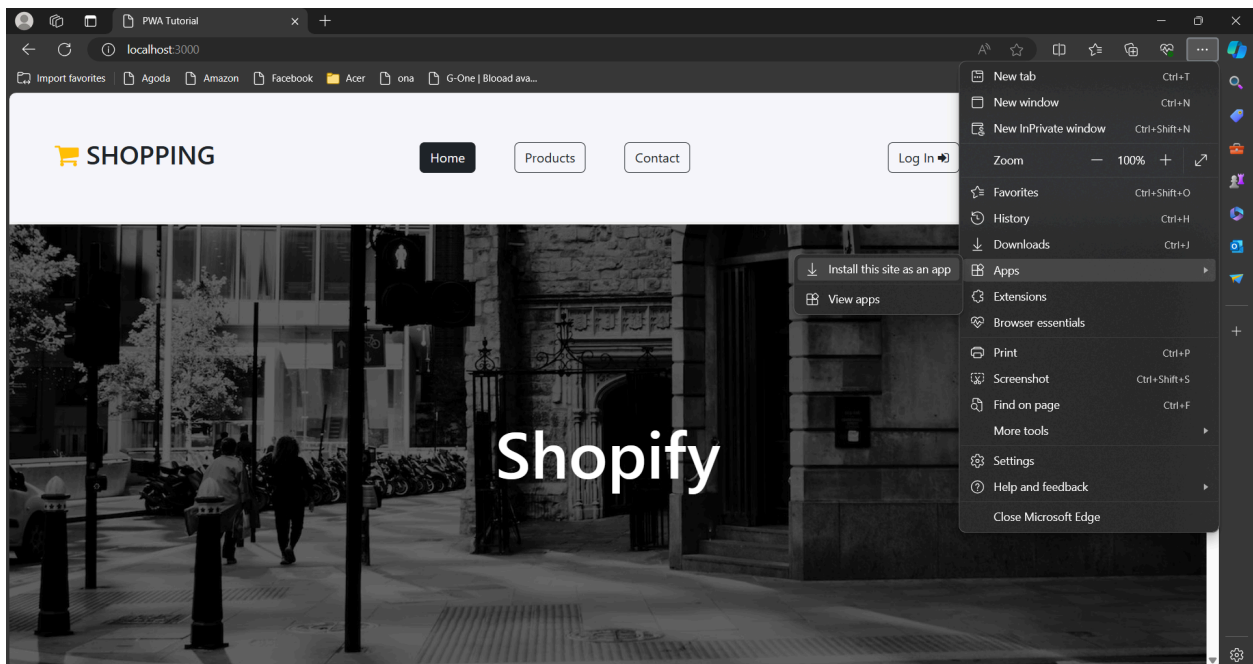 PWA Tutorial
localhost:3000
Import favorites Agoda Amazon Facebook Acer ona G-One | Blooad ava...
SHOPPING
Home Products Contact Log In
Shopify
New tab Ctrl+T
New window Ctrl+N
New InPrivate window Ctrl+Shift+N
Zoom — 100% +
Favorites Ctrl+Shift+O
History Ctrl+H
Downloads Ctrl+J
Apps
Install this site as an app
View apps
Extensions
Browser essentials
Print Ctrl+P
Screenshot Ctrl+Shift+S
Find on page Ctrl+F
More tools
Settings
Help and feedback
Close Microsoft Edge